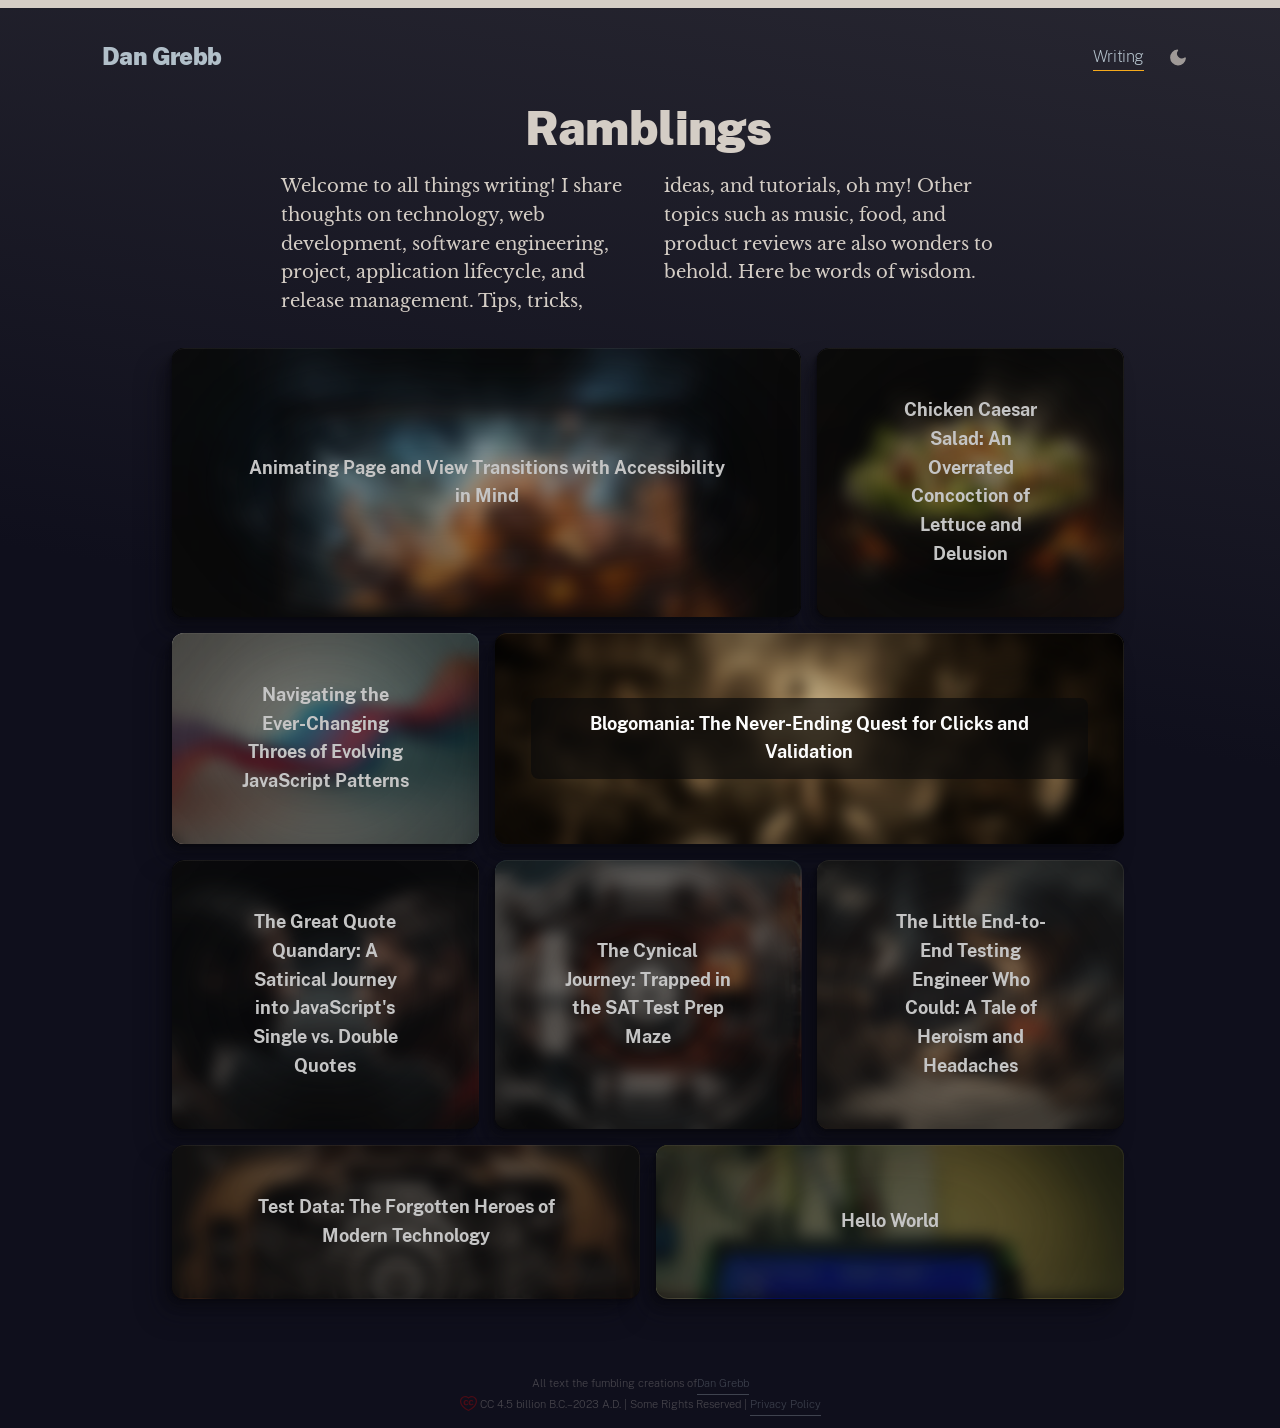 Dan Grebb
Writing
Ramblings
Welcome to all things writing! I share
thoughts on technology, web
development, software engineering,
project, application lifecycle, and
release management. Tips, tricks,
ideas, and tutorials, oh my! Other
topics such as music, food, and
product reviews are also wonders to
behold. Here be words of wisdom.
Animating Page and View Transitions with Accessibility
in Mind
Chicken Caesar
Salad: An
Overrated
Concoction of
Lettuce and
Delusion
Navigating the
Ever-Changing
Throes of Evolving
JavaScript Patterns
Blogomania: The Never-Ending Quest for Clicks and
Validation
The Great Quote
Quandary: A
Satirical Journey
into JavaScript's
Single vs. Double
Quotes
The Cynical
Journey: Trapped in
the SAT Test Prep
Maze
The Little End-to-
End Testing
Engineer Who
Could: A Tale of
Heroism and
Headaches
Test Data: The Forgotten Heroes of
Modern Technology
Hello World
All text the fumbling creations ofDan Grebb
CC 4.5 billion B.C.–2023 A.D. | Some Rights Reserved | Privacy Policy